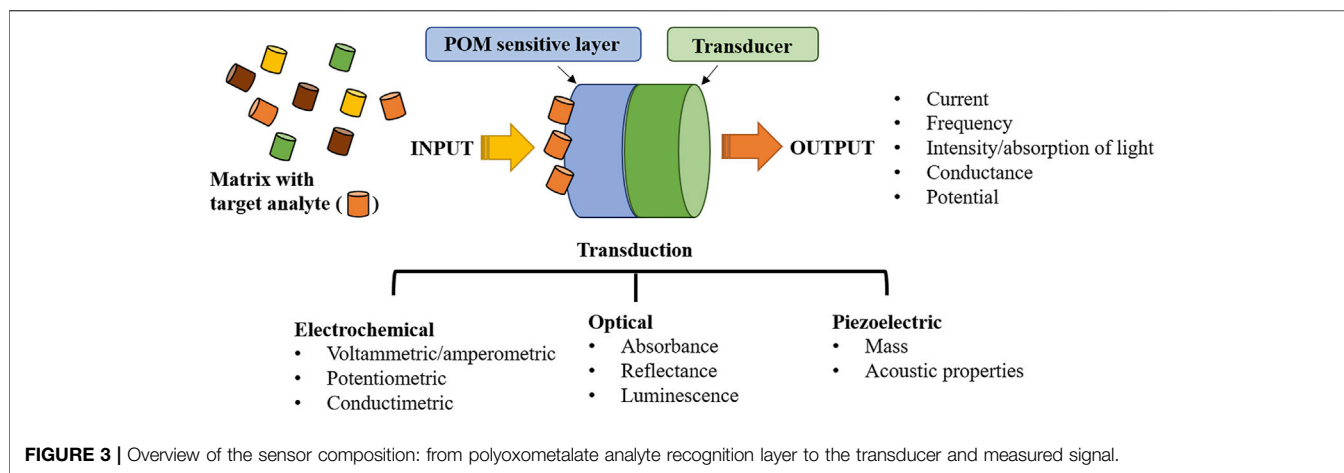 POM sensitive layer
Transducer
INPUT
OUTPUT
• Current
• Frequency
• Intensity/absorption of light
• Conductance
• Potential
Matrix with
target analyte ( )
Transduction
Electrochemical
• Voltammetric/amperometric
• Potentiometric
• Conductimetric
Optical
• Absorbance
• Reflectance
• Luminescence
Piezoelectric
• Mass
• Acoustic properties
FIGURE 3 | Overview of the sensor composition: from polyoxometalate analyte recognition layer to the transducer and measured signal.